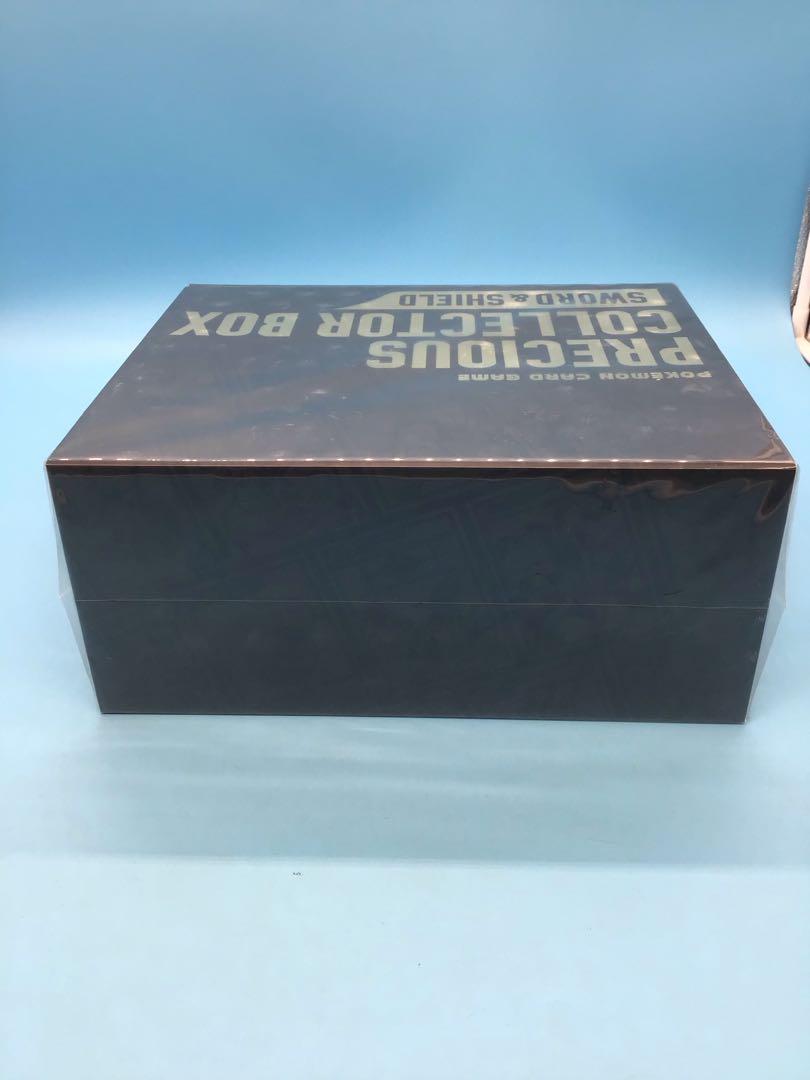 POKÉMON CARD GAME
PRECIOUS
COLLECTOR BOX
SWORD & SHIELD